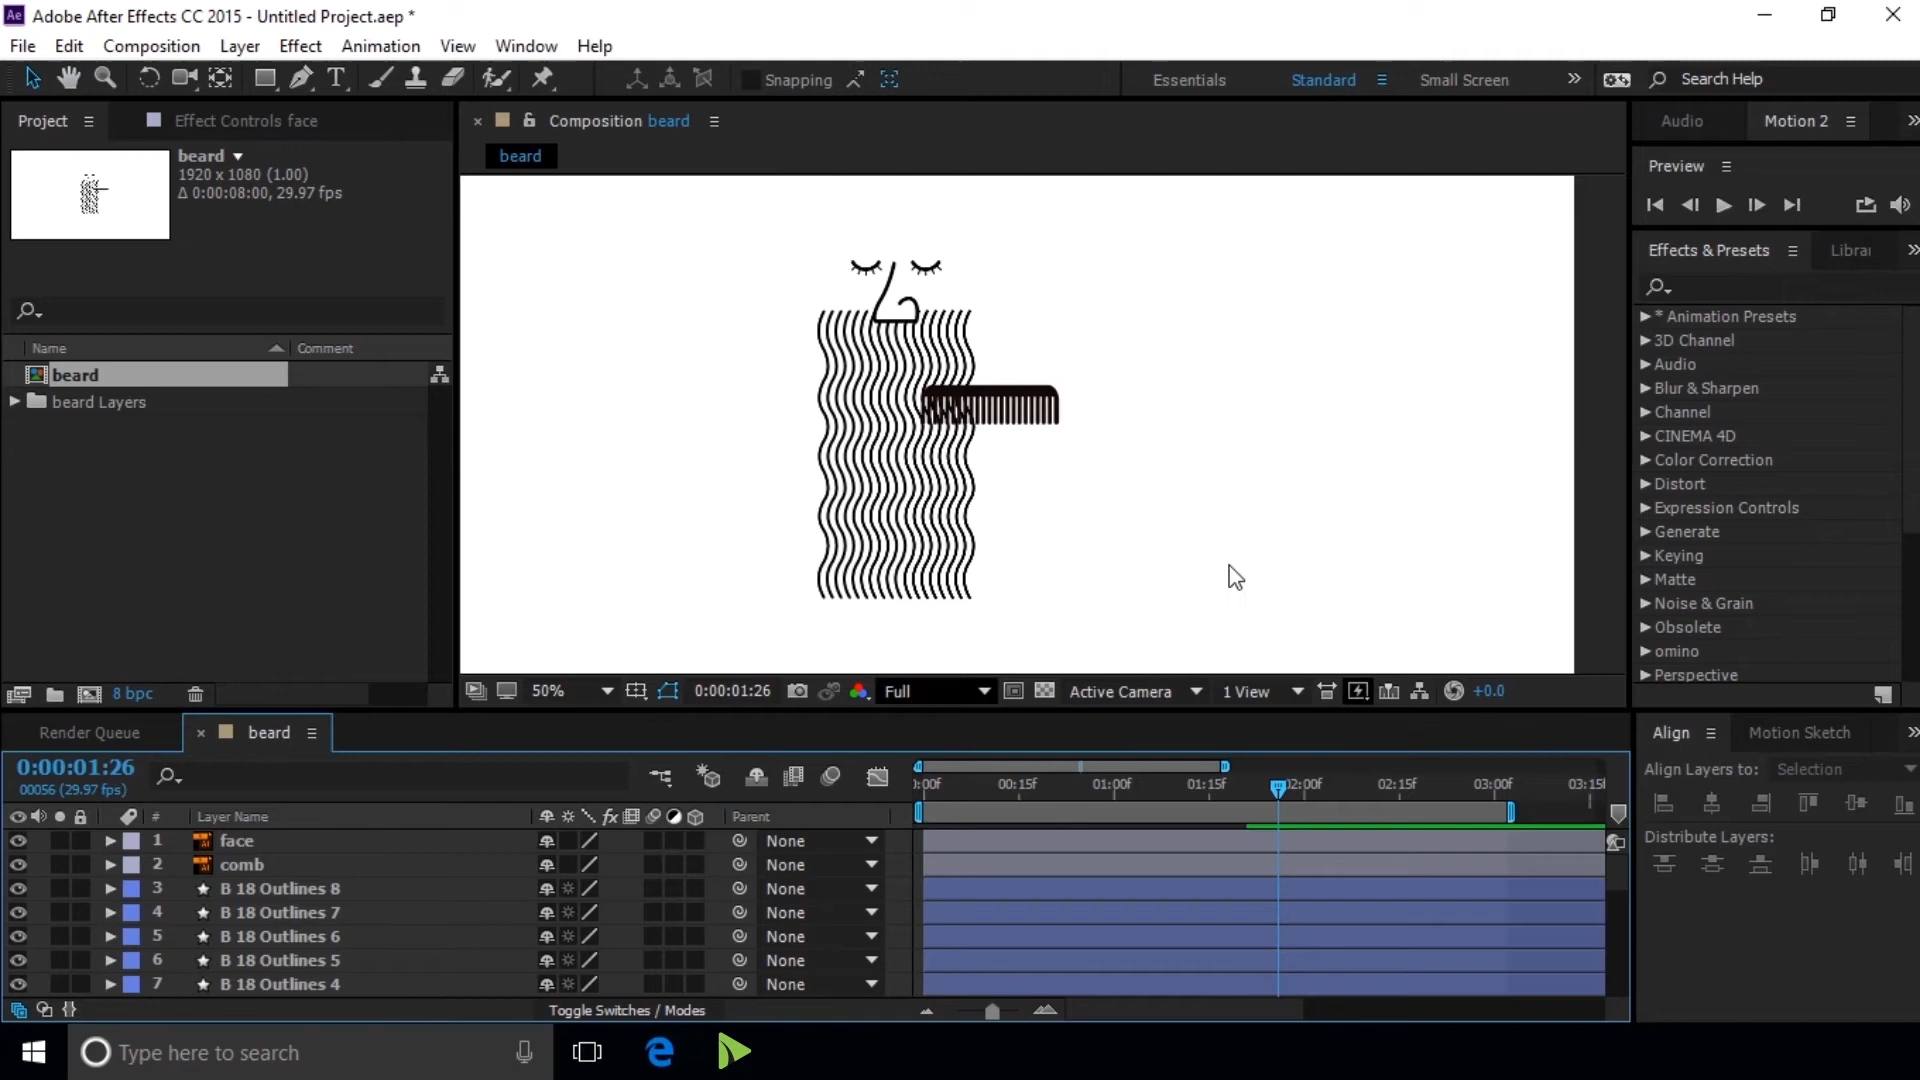 Ae Adobe After Effects CC 2015 - Untitled Project.aep *
File Edit Composition Layer Effect Animation View Window Help
T Snapping Essentials Standard Small Screen Search Help
Project Effect Controls face
Composition beard
Audio Motion 2
beard
1920 x 1080 (1.00)
Δ 0:00:08:00, 29.97 fps
beard
Preview
Effects & Presets Librar
* Animation Presets
3D Channel
Audio
Blur & Sharpen
Channel
CINEMA 4D
Color Correction
Distort
Expression Controls
Generate
Keying
Matte
Noise & Grain
Obsolete
omino
Perspective
Name Comment
beard
beard Layers
8 bpc
50% 0:00:01:26 Full Active Camera 1 View +0.0
Render Queue beard
0:00:01:26
00056 (29.97 fps)
):00f 00:15f 01:00f 01:15f 02:00f 02:15f 03:00f 03:15f
# Layer Name fx Parent
1 face None
2 comb None
3 B 18 Outlines 8 None
4 B 18 Outlines 7 None
5 B 18 Outlines 6 None
6 B 18 Outlines 5 None
7 B 18 Outlines 4 None
Toggle Switches / Modes
Align Motion Sketch
Align Layers to: Selection
Distribute Layers:
Type here to search